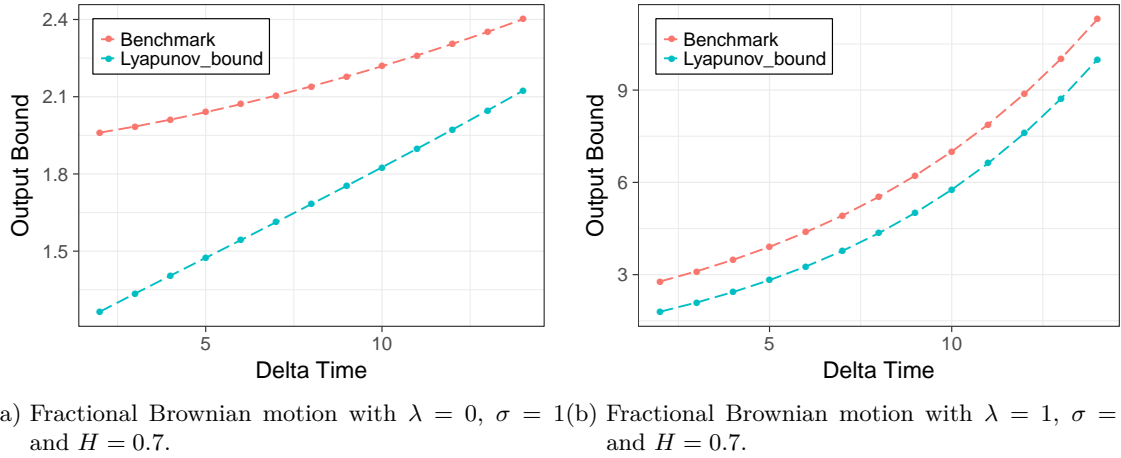 2.4
2.1
1.8
1.5
Output Bound
Benchmark
Lyapunov_bound
5
10
Delta Time
9
6
3
Output Bound
Benchmark
Lyapunov_bound
5
10
Delta Time
a) Fractional Brownian motion with λ = 0, σ = 1
and H = 0.7.
(b) Fractional Brownian motion with λ = 1, σ =
and H = 0.7.